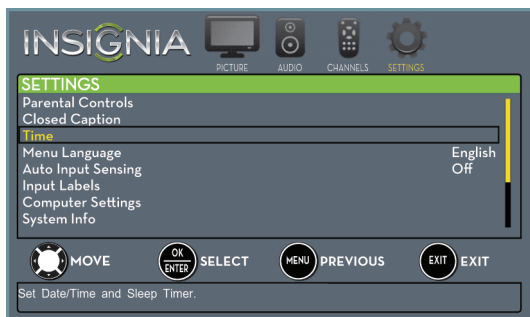 INSIGNIA
PICTURE AUDIO CHANNELS SETTINGS
SETTINGS
Parental Controls
Closed Caption
Time
Menu Language English
Auto Input Sensing Off
Input Labels
Computer Settings
System Info
MOVE OK ENTER SELECT MENU PREVIOUS EXIT EXIT
Set Date/Time and Sleep Timer.